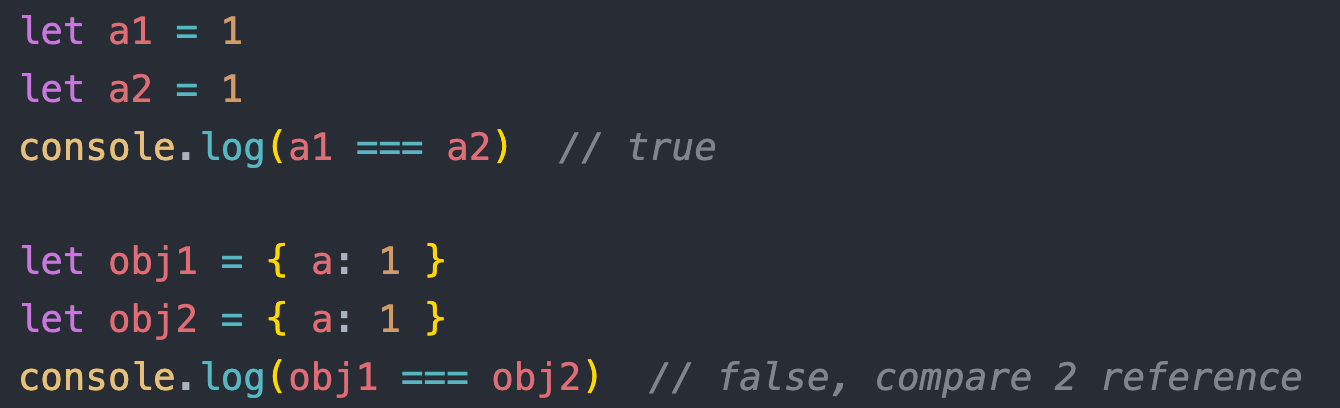 let a1 = 1
let a2 = 1
console.log(a1 === a2)  // true

let obj1 = { a: 1 }
let obj2 = { a: 1 }
console.log(obj1 === obj2)  // false, compare 2 reference